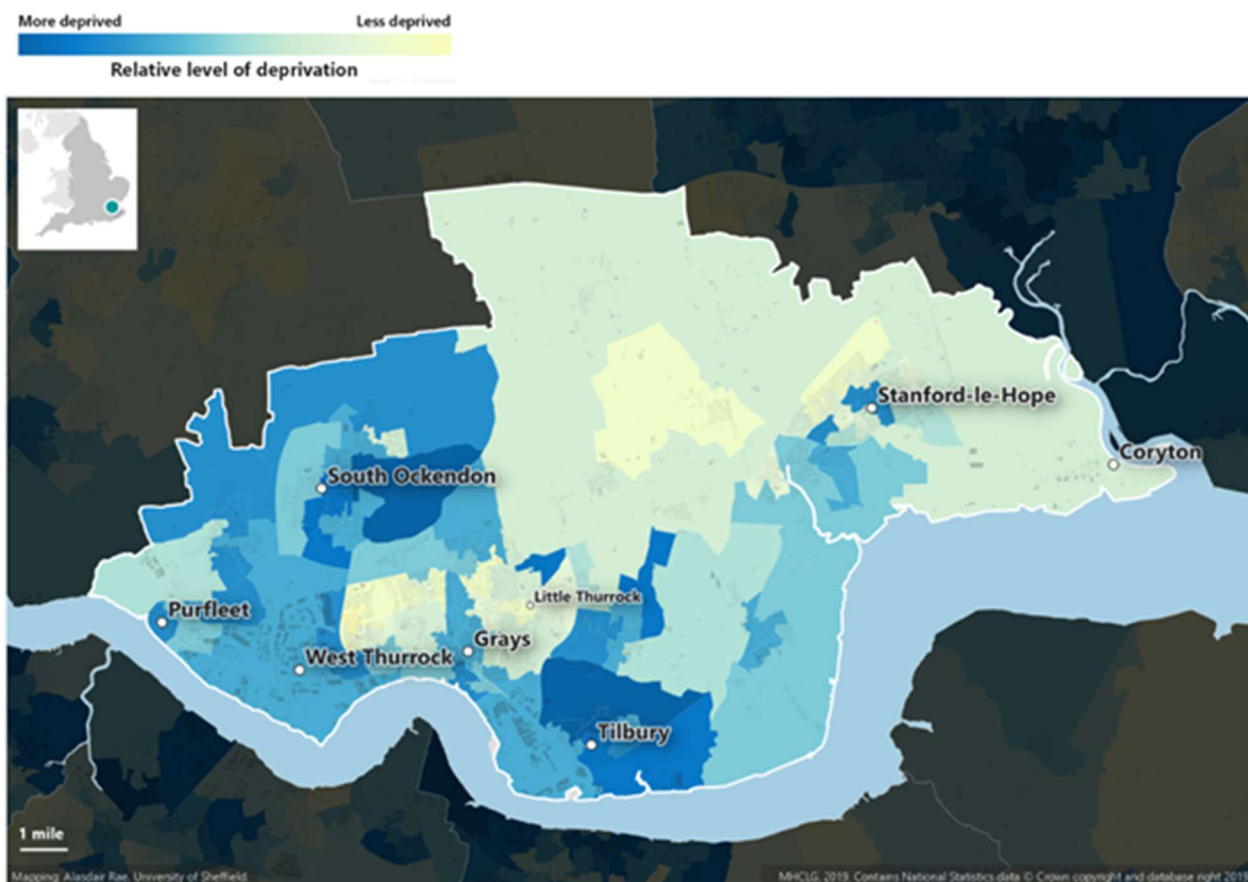 More deprived Less deprived
Relative level of deprivation
Stanford-le-Hope
Coryton
South Ockendon
Little Thurrock
Purfleet
Grays
West Thurrock
Tilbury
1 mile
Mapping: Alasdair Rae, University of Sheffield.
MHCLG, 2019. Contains National Statistics data © Crown copyright and database right 2019